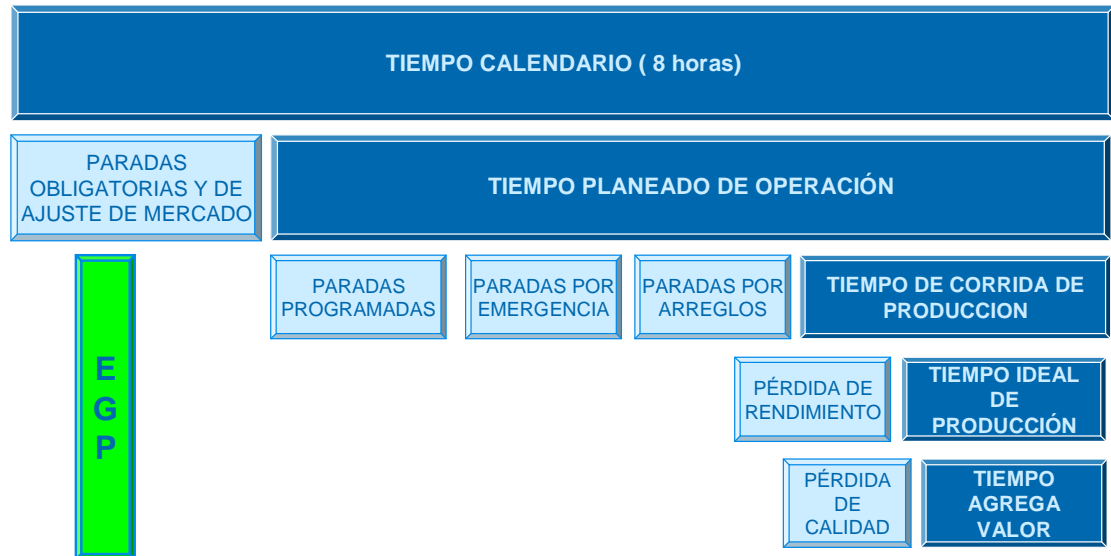 TIEMPO CALENDARIO ( 8 horas)
PARADAS
OBLIGATORIAS Y DE
AJUSTE DE MERCADO
TIEMPO PLANEADO DE OPERACIÓN
PARADAS
PROGRAMADAS
PARADAS POR
EMERGENCIA
PARADAS POR
ARREGLOS
TIEMPO DE CORRIDA DE
PRODUCCION
E
G
P
PÉRDIDA DE
RENDIMIENTO
TIEMPO IDEAL
DE
PRODUCCIÓN
PÉRDIDA
DE
CALIDAD
TIEMPO
AGREGA
VALOR